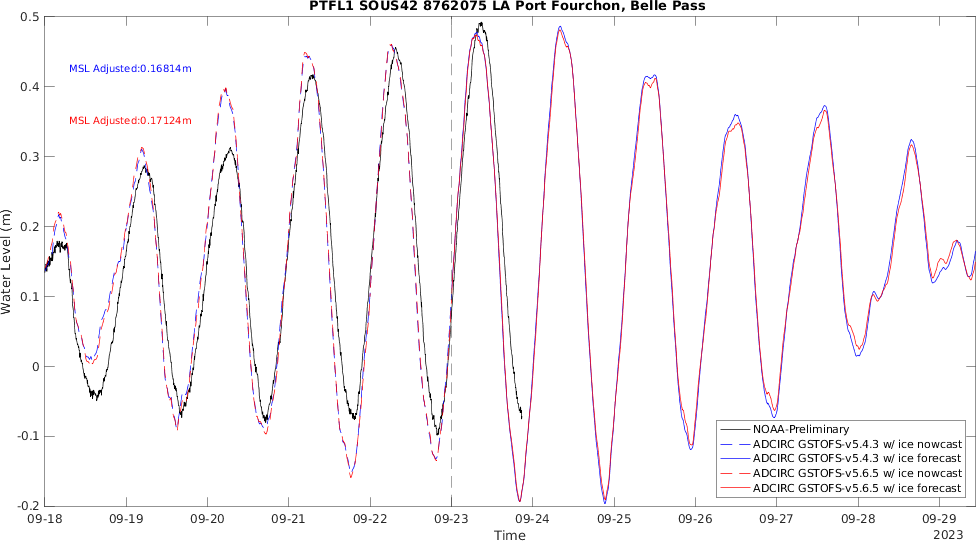 PTFL1 SOUS42 8762075 LA Port Fourchon, Belle Pass
0.5
0.4
0.3
0.2
0.1
0
-0.1
-0.2
Water Level (m)
MSL Adjusted:0.16814m
MSL Adjusted:0.17124m
NOAA-Preliminary
ADCIRC GSTOFS-v5.4.3 w/ ice nowcast
ADCIRC GSTOFS-v5.4.3 w/ ice forecast
ADCIRC GSTOFS-v5.6.5 w/ ice nowcast
ADCIRC GSTOFS-v5.6.5 w/ ice forecast
09-18 09-19 09-20 09-21 09-22 09-23 09-24 09-25 09-26 09-27 09-28 09-29
Time
2023